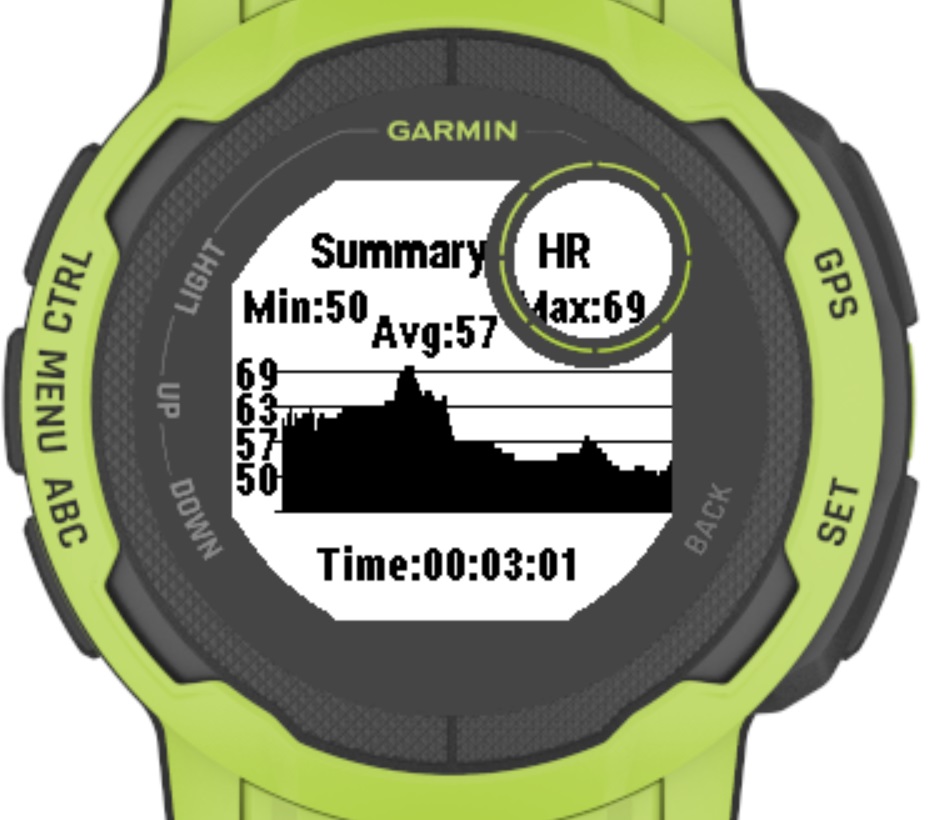 GARMIN
Summary HR
Min:50 Max:69
Avg:57
69
63
57
50
Time:00:03:01
LIGHT
UP
DOWN
BACK
CTRL
MENU
ABC
GPS
SET